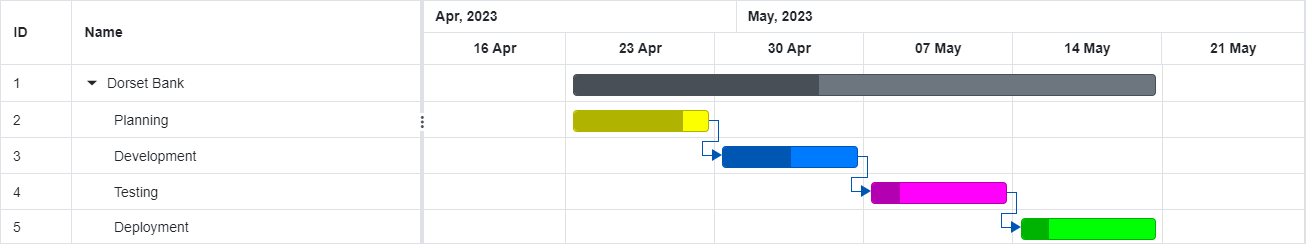 ID Name Apr, 2023 May, 2023
16 Apr 23 Apr 30 Apr 07 May 14 May 21 May
1 Dorset Bank
2 Planning
3 Development
4 Testing
5 Deployment